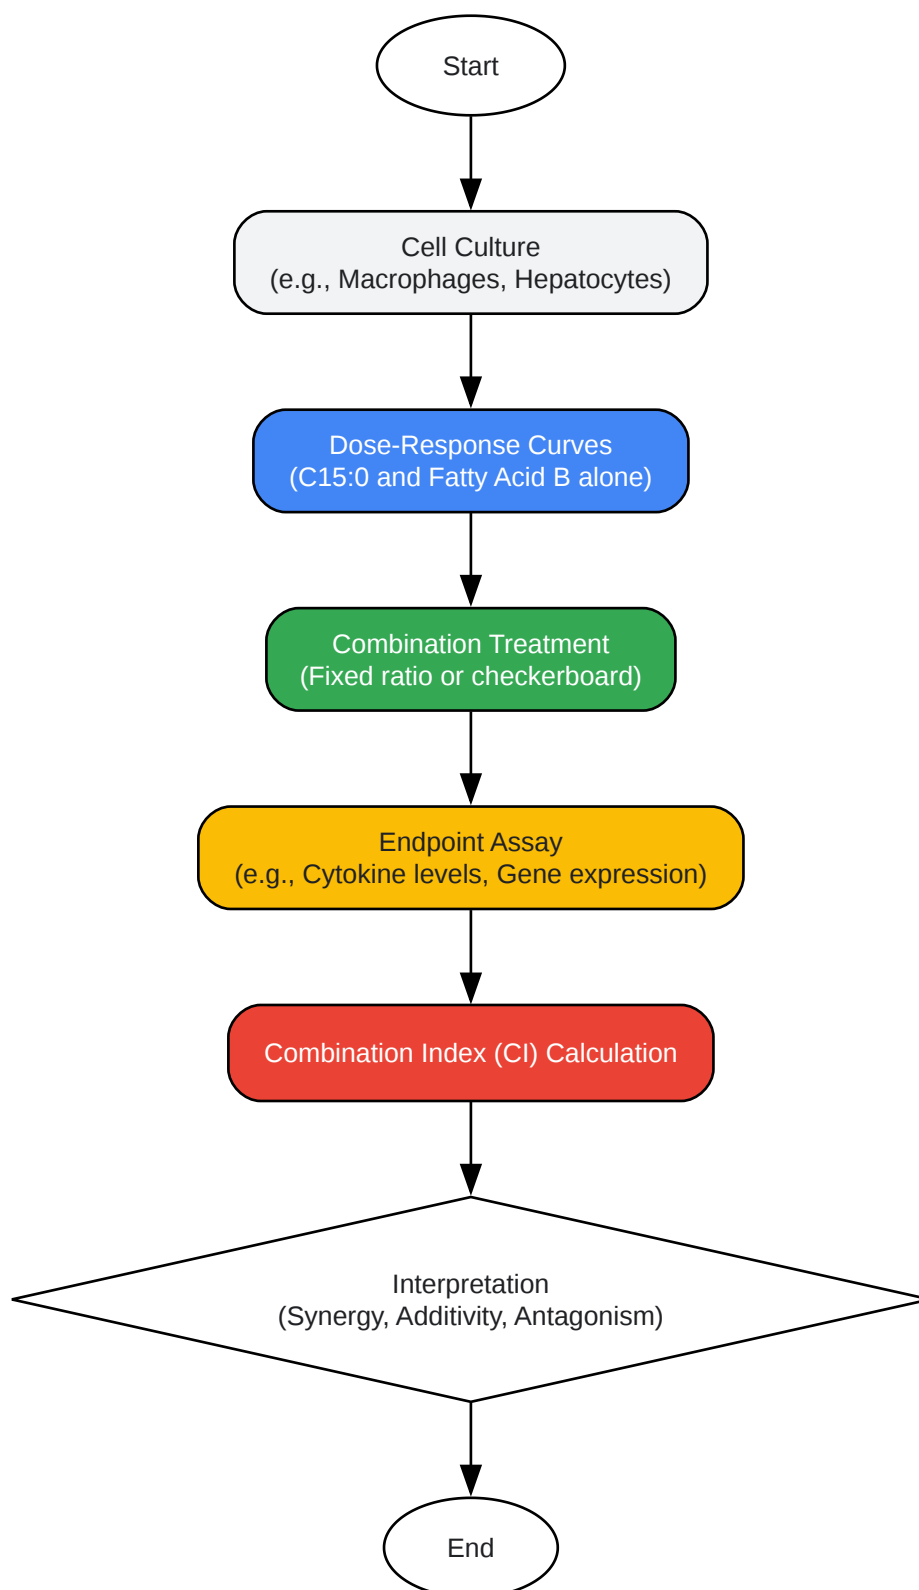 Start
Cell Culture
(e.g., Macrophages, Hepatocytes)
Dose-Response Curves
(C15:0 and Fatty Acid B alone)
Combination Treatment
(Fixed ratio or checkerboard)
Endpoint Assay
(e.g., Cytokine levels, Gene expression)
Combination Index (CI) Calculation
Interpretation
(Synergy, Additivity, Antagonism)
End